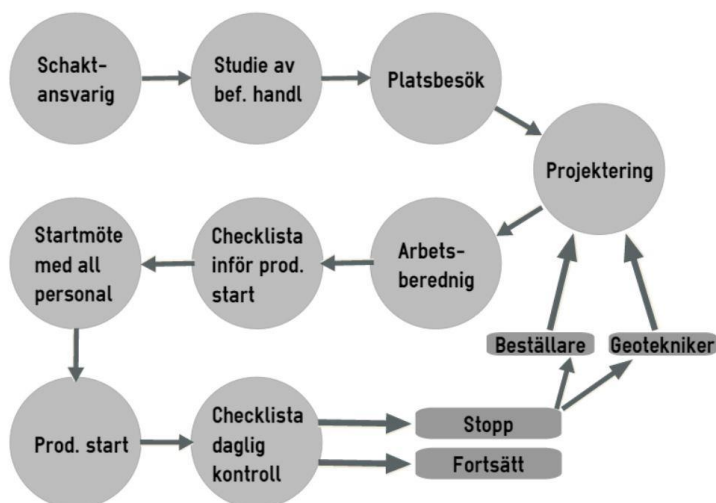 Schakt-
ansvarig
Studie av
bef. handl
Platsbesök
Projektering
Arbets-
berednig
Checklista
inför prod.
start
Startmöte
med all
personal
Prod. start
Checklista
daglig
kontroll
Stopp
Fortsätt
Beställare
Geotekniker